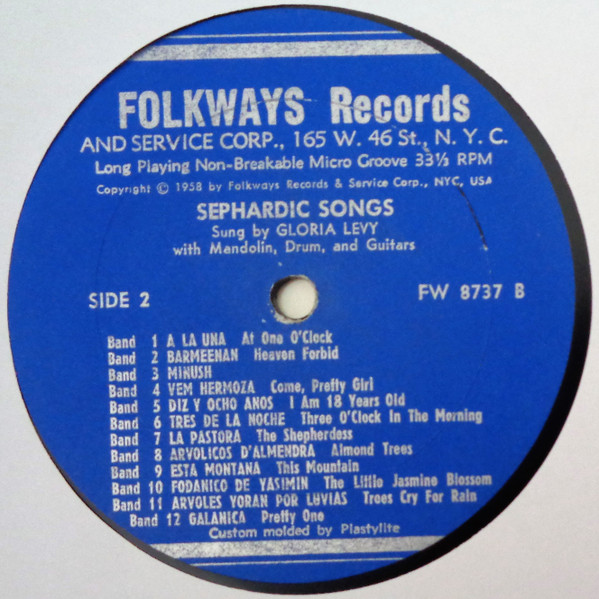 FOLKWAYS Records
AND SERVICE CORP., 165 W. 46 St., N. Y. C.
Long Playing Non-Breakable Micro Groove 33⅓ RPM
Copyright © 1958 by Folkways Records & Service Corp., NYC, USA
SEPHARDIC SONGS
Sung by GLORIA LEVY
with Mandolin, Drum, and Guitars
SIDE 2 FW 8737 B
Band 1 A LA UNA At One O'Clock
Band 2 BARMEENAN Heaven Forbid
Band 3 MINUSH
Band 4 VEM HERMOZA Come, Pretty Girl
Band 5 DIZ Y OCHO ANOS I Am 18 Years Old
Band 6 TRES DE LA NOCHE Three O'Clock In The Morning
Band 7 LA PASTORA The Shepherdess
Band 8 ARVOLICOS D'ALMENDRA Almond Trees
Band 9 ESTA MONTANA This Mountain
Band 10 FODANICO DE YASIMIN The Little Jasmine Blossom
Band 11 ARVOLES YORAN POR LUVIAS Trees Cry For Rain
Band 12 GALANICA Pretty One
Custom molded by Plastylite